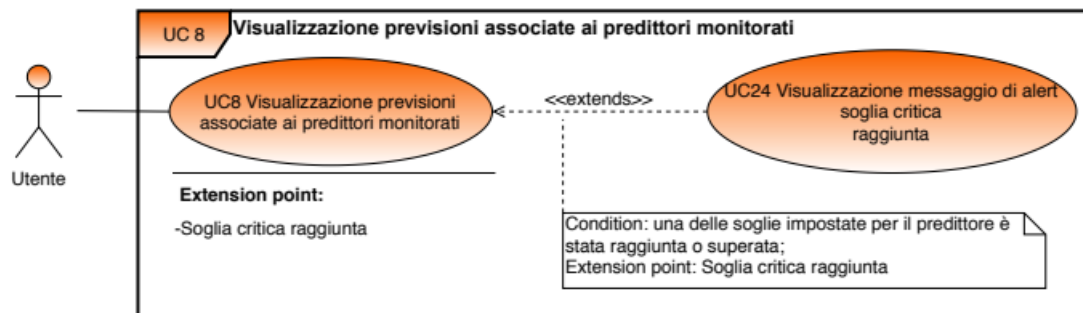 UC 8
Visualizzazione previsioni associate ai predittori monitorati
UC8 Visualizzazione previsioni
associate ai predittori monitorati
<<extends>>
UC24 Visualizzazione messaggio di alert
soglia critica
raggiunta
Utente
Extension point:
-Soglia critica raggiunta
Condition: una delle soglie impostate per il predittore è
stata raggiunta o superata;
Extension point: Soglia critica raggiunta